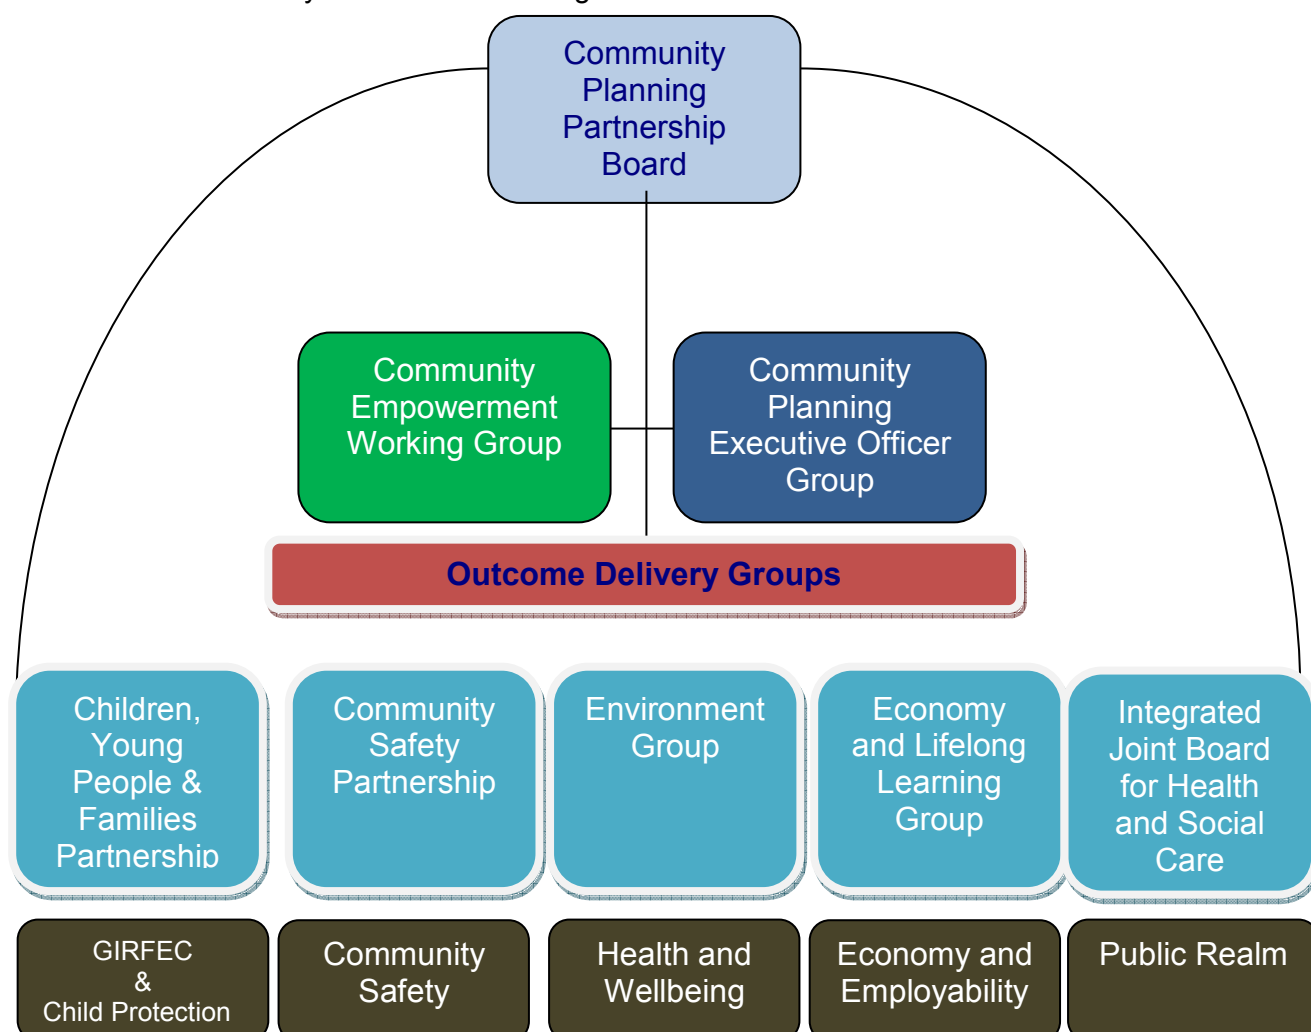 Community
Planning
Partnership
Board
Community
Empowerment
Working Group
Community
Planning
Executive Officer
Group
Outcome Delivery Groups
Children,
Young
People &
Families
Partnership
Community
Safety
Partnership
Environment
Group
Economy
and Lifelong
Learning
Group
Integrated
Joint Board
for Health
and Social
Care
GIRFEC
&
Child Protection
Community
Safety
Health and
Wellbeing
Economy and
Employability
Public Realm